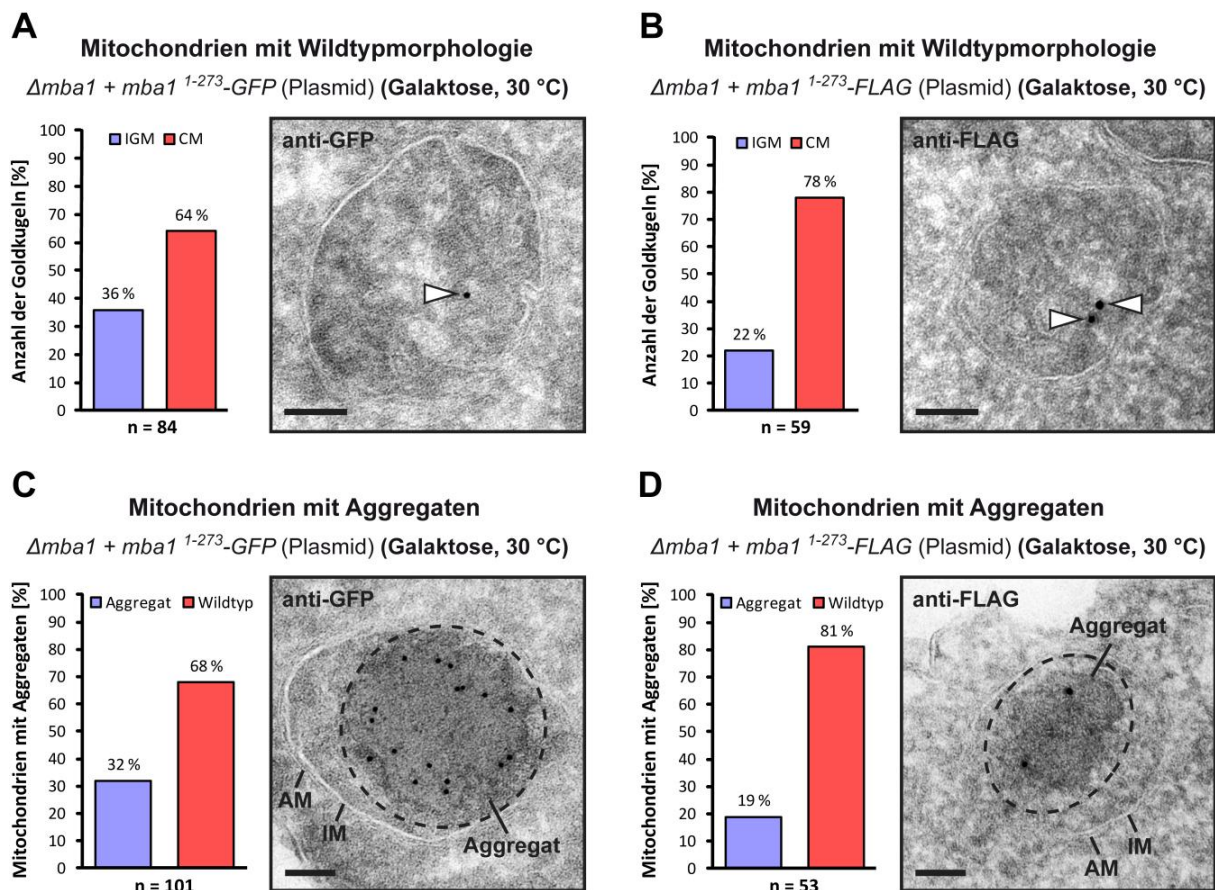 A
Mitochondrien mit Wildtypmorphologie
Δmba1 + mba1 1-273-GFP (Plasmid) (Galaktose, 30 °C)
Anzahl der Goldkugeln [%]
100
90
80
70
60
50
40
30
20
10
0
IGM CM
36 %
64 %
n = 84
anti-GFP
B
Mitochondrien mit Wildtypmorphologie
Δmba1 + mba1 1-273-FLAG (Plasmid) (Galaktose, 30 °C)
Anzahl der Goldkugeln [%]
100
90
80
70
60
50
40
30
20
10
0
IGM CM
22 %
78 %
n = 59
anti-FLAG
C
Mitochondrien mit Aggregaten
Δmba1 + mba1 1-273-GFP (Plasmid) (Galaktose, 30 °C)
Mitochondrien mit Aggregaten [%]
100
90
80
70
60
50
40
30
20
10
0
Aggregat Wildtyp
32 %
68 %
n = 101
anti-GFP
AM
IM
Aggregat
D
Mitochondrien mit Aggregaten
Δmba1 + mba1 1-273-FLAG (Plasmid) (Galaktose, 30 °C)
Mitochondrien mit Aggregaten [%]
100
90
80
70
60
50
40
30
20
10
0
Aggregat Wildtyp
19 %
81 %
n = 53
anti-FLAG
Aggregat
IM
AM